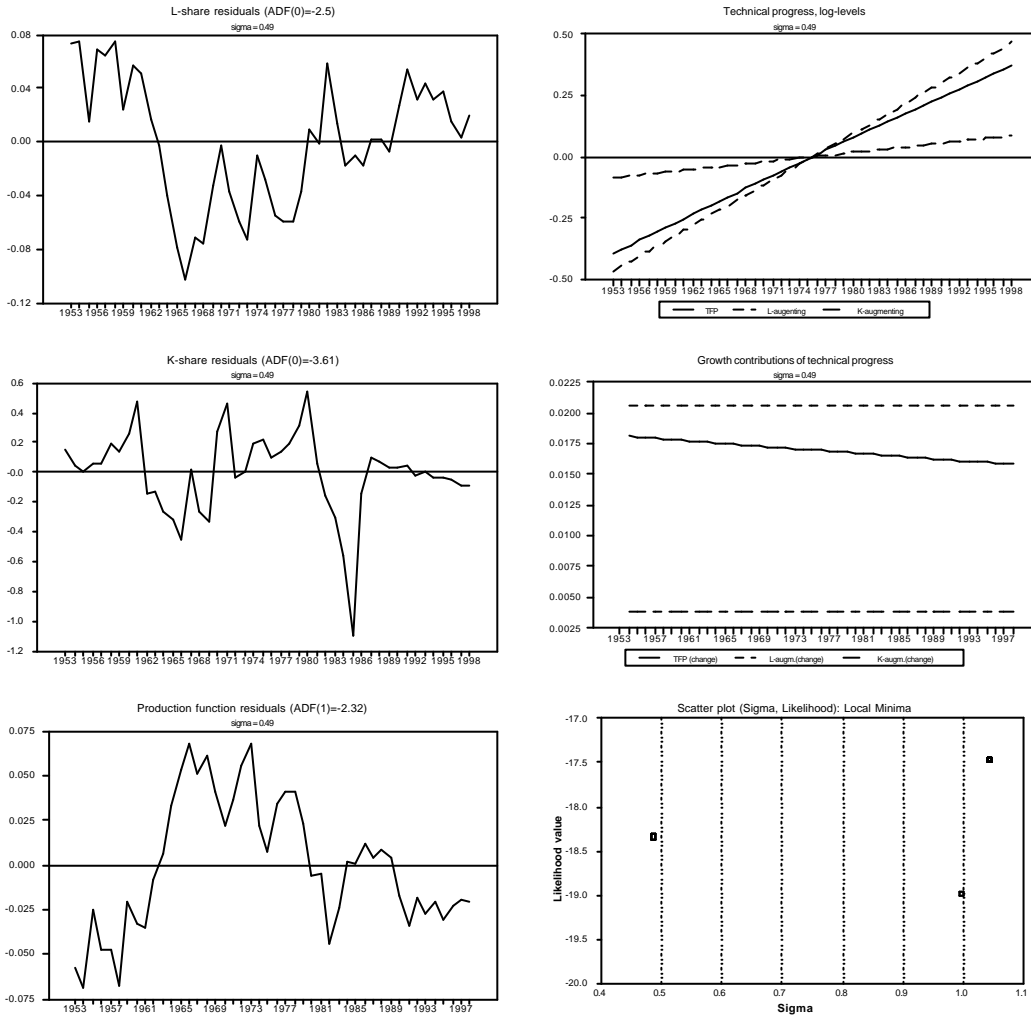 L-share residuals (ADF(0)=-2.5)
sigma = 0.49
0.08
0.04
0.00
-0.04
-0.08
-0.12
1953 1956 1959 1962 1965 1968 1971 1974 1977 1980 1983 1986 1989 1992 1995 1998
Technical progress, log-levels
sigma = 0.49
0.50
0.25
0.00
-0.25
-0.50
1953 1956 1959 1962 1965 1968 1971 1974 1977 1980 1983 1986 1989 1992 1995 1998
TFP L-augenting K-augmenting
K-share residuals (ADF(0)=-3.61)
0.6
0.4
0.2
-0.0
-0.2
-0.4
-0.6
-0.8
-1.0
-1.2
1953 1956 1959 1962 1965 1968 1971 1974 1977 1980 1983 1986 1989 1992 1995 1998
Growth contributions of technical progress
sigma = 0.49
0.0225
0.0200
0.0175
0.0150
0.0125
0.0100
0.0075
0.0050
0.0025
1953 1957 1961 1965 1969 1973 1977 1981 1985 1989 1993 1997
TFP (change) L-augm.(change) K-augm.(change)
Production function residuals (ADF(1)=-2.32)
sigma = 0.49
0.075
0.050
0.025
0.000
-0.025
-0.050
-0.075
1953 1957 1961 1965 1969 1973 1977 1981 1985 1989 1993 1997
Scatter plot (Sigma, Likelihood): Local Minima
Likelihood value
-17.0
-17.5
-18.0
-18.5
-19.0
-19.5
-20.0
0.4 0.5 0.6 0.7 0.8 0.9 1.0 1.1
Sigma